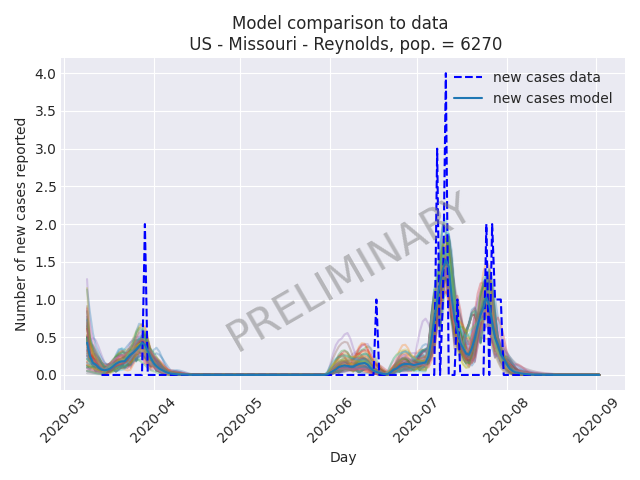 Model comparison to data
US - Missouri - Reynolds, pop. = 6270
Number of new cases reported
4.0
3.5
3.0
2.5
2.0
1.5
1.0
0.5
0.0
new cases data
new cases model
PRELIMINARY
2020-03
2020-04
2020-05
2020-06
2020-07
2020-08
2020-09
Day